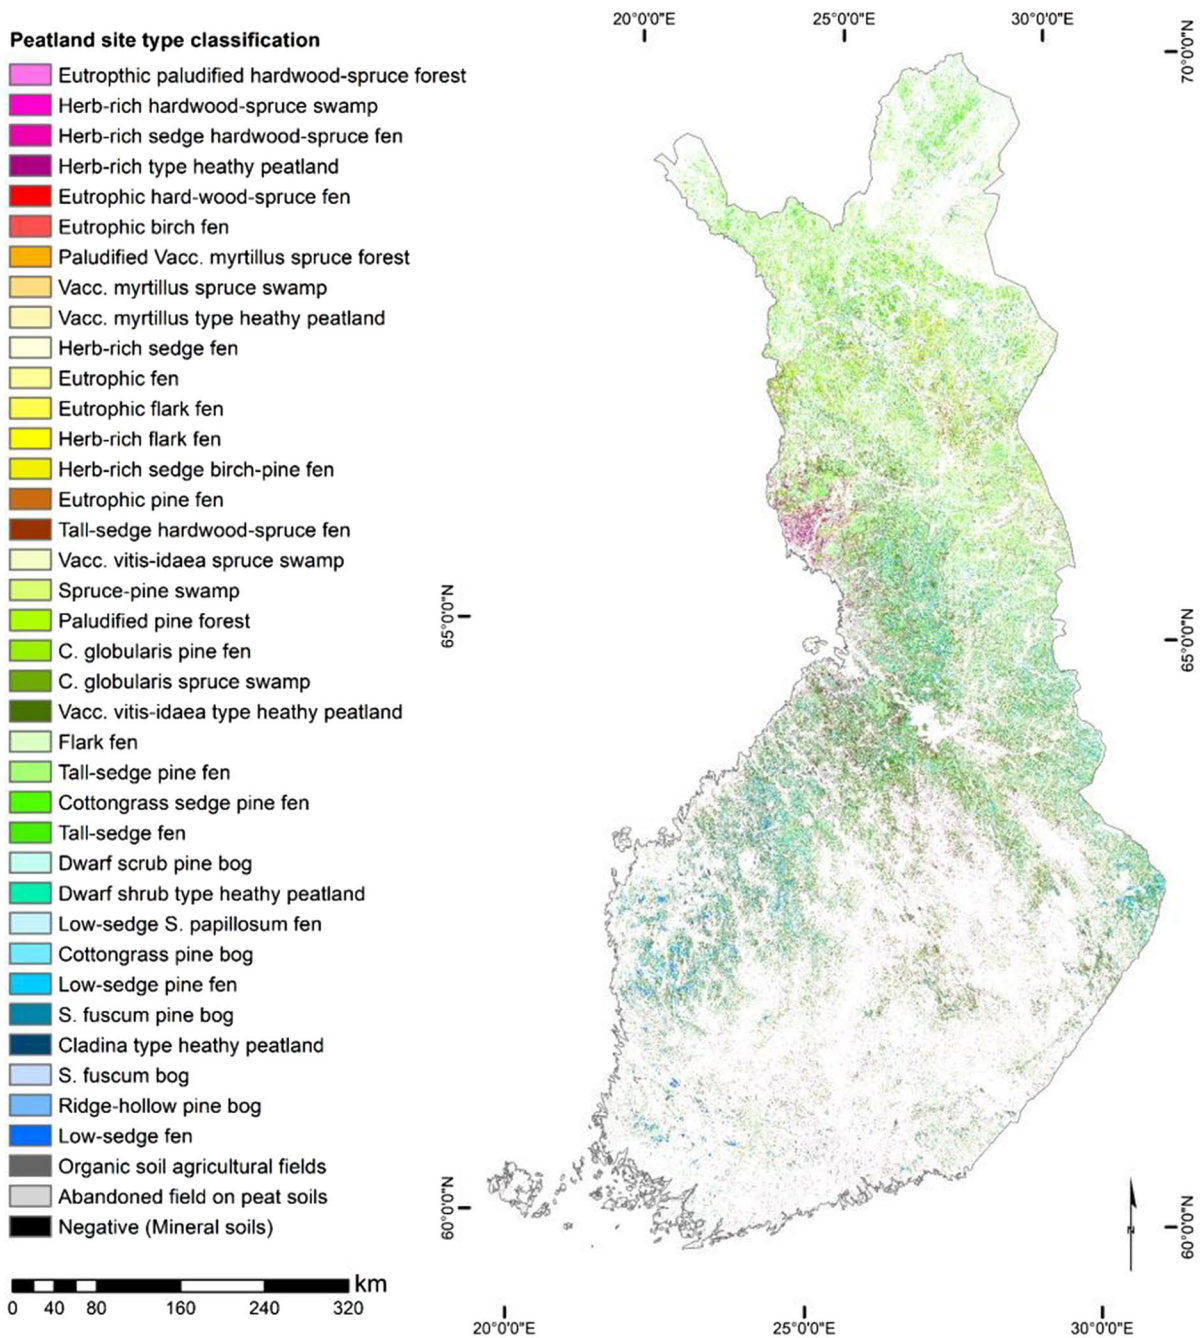 20°0'0"E 25°0'0"E 30°0'0"E
70°0'0"N
Peatland site type classification
Eutropthic paludified hardwood-spruce forest
Herb-rich hardwood-spruce swamp
Herb-rich sedge hardwood-spruce fen
Herb-rich type heathy peatland
Eutrophic hard-wood-spruce fen
Eutrophic birch fen
Paludified Vacc. myrtillus spruce forest
Vacc. myrtillus spruce swamp
Vacc. myrtillus type heathy peatland
Herb-rich sedge fen
Eutrophic fen
Eutrophic flark fen
Herb-rich flark fen
Herb-rich sedge birch-pine fen
Eutrophic pine fen
Tall-sedge hardwood-spruce fen
Vacc. vitis-idaea spruce swamp
Spruce-pine swamp
Paludified pine forest
C. globularis pine fen
C. globularis spruce swamp
Vacc. vitis-idaea type heathy peatland
Flark fen
Tall-sedge pine fen
Cottongrass sedge pine fen
Tall-sedge fen
Dwarf scrub pine bog
Dwarf shrub type heathy peatland
Low-sedge S. papillosum fen
Cottongrass pine bog
Low-sedge pine fen
S. fuscum pine bog
Cladina type heathy peatland
S. fuscum bog
Ridge-hollow pine bog
Low-sedge fen
Organic soil agricultural fields
Abandoned field on peat soils
Negative (Mineral soils)
65°0'0"N
65°0'0"N
60°0'0"N
60°0'0"N
N
km
0 40 80 160 240 320
20°0'0"E 25°0'0"E 30°0'0"E